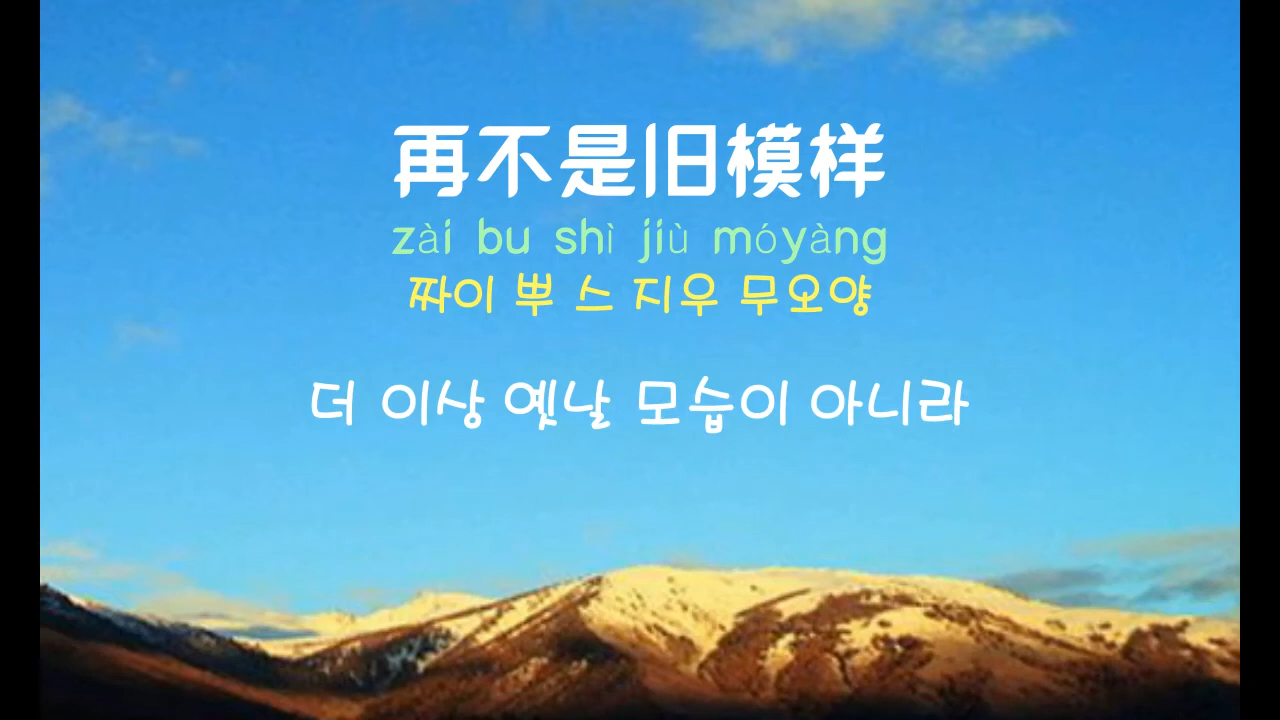 再不是旧模样
zài bu shì jiù móyàng
짜이 뿌 스 지우 무오양
더 이상 옛날 모습이 아니라